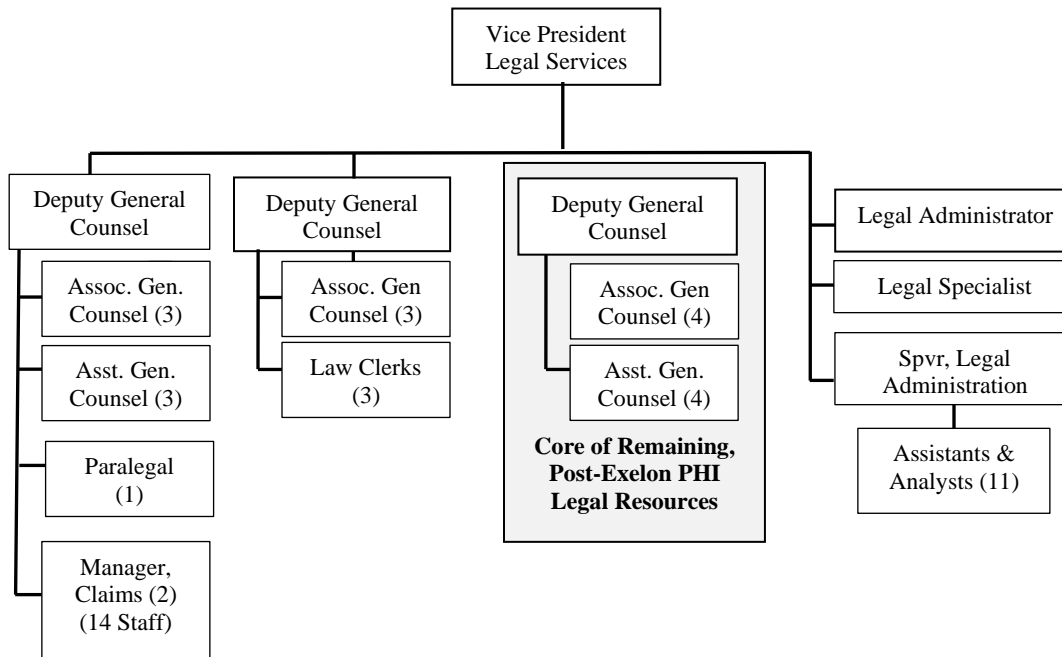 Vice President
Legal Services
Deputy General
Counsel
Assoc. Gen.
Counsel (3)
Asst. Gen.
Counsel (3)
Paralegal
(1)
Manager,
Claims (2)
(14 Staff)
Deputy General
Counsel
Assoc. Gen
Counsel (3)
Law Clerks
(3)
Deputy General
Counsel
Assoc. Gen
Counsel (4)
Asst. Gen.
Counsel (4)
Core of Remaining,
Post-Exelon PHI
Legal Resources
Legal Administrator
Legal Specialist
Spvr, Legal
Administration
Assistants &
Analysts (11)